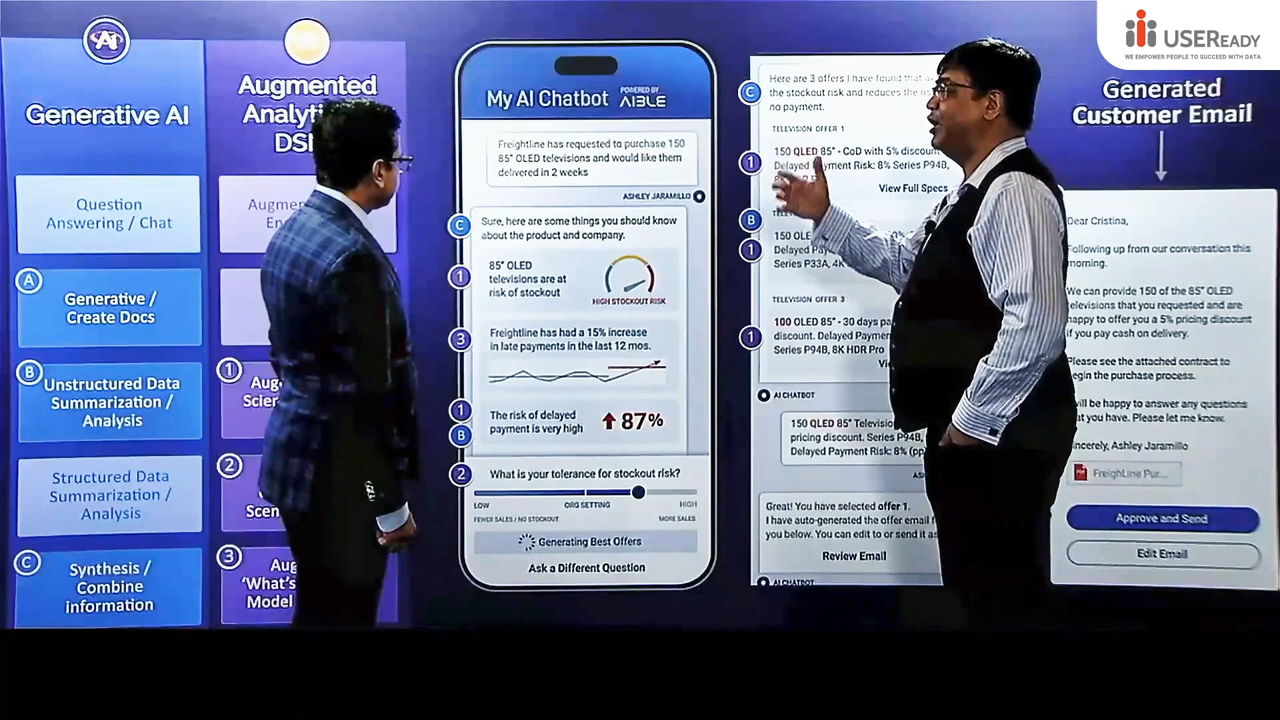 USEREADY
WE EMPOWER PEOPLE TO SUCCEED WITH DATA
AI
Generative AI
Question
Answering / Chat
A
Generative /
Create Docs
B
Unstructured Data
Summarization /
Analysis
Structured Data
Summarization /
Analysis
C
Synthesis /
Combine
information
Augmented
1
2
3
Model
My AI Chatbot
POWERED BY
AIBLE
Freightline has requested to purchase 150
85" OLED televisions and would like them
delivered in 2 weeks
ASHLEY JARAMILLO
C
Sure, here are some things you should know
about the product and company.
1
85" OLED
televisions are at
risk of stockout
HIGH STOCKOUT RISK
3
Freightline has had a 15% increase
in late payments in the last 12 mos.
1
B
The risk of delayed
payment is very high
87%
2
What is your tolerance for stockout risk?
LOW
ORG SETTING
HIGH
FEWER SALES / NO STOCKOUT
MORE SALES
Generating Best Offers
Ask a Different Question
C
Here are 3 offers I have found that
the stockout risk and reduces the
no payment.
TELEVISION OFFER 1
1
150 QLED 85" - CoD with 5% discount
Delayed Payment Risk: 8% Series P94B,
View Full Specs
B
1
150
Delayed
Series P33A,
TELEVISION OFFER 3
1
100 OLED 85" - 30 days
discount. Delayed
Series P94B, 8K HDR Pro
AI CHATBOT
150 QLED 85"
pricing discount. Series P94B,
Delayed Payment Risk: 8%
Great! You have selected offer 1.
I have auto-generated the offer email
you below. You can edit to or send it
Review Email
AI CHATBOT
Generated
Customer Email
Dear Cristina,
Following up from our conversation this
morning.
We can provide 150 of the 85" OLED
televisions that you requested and are
happy to offer you a 5% pricing discount
if you pay cash on delivery.
Please see the attached contract to
begin the purchase process.
will be happy to answer any questions
that you have. Please let me know.
Sincerely, Ashley Jaramillo
PDF
FreighLine Pur...
Approve and Send
Edit Email